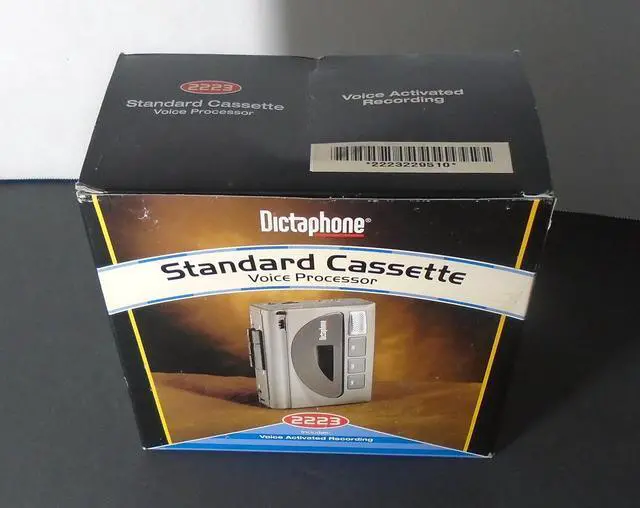 2223
Standard Cassette
Voice Processor
Voice Activated
Recording
*2223229510*
Dictaphone®
Standard Cassette
Voice Processor
Dictaphone
2223
Includes:
Voice Activated Recording